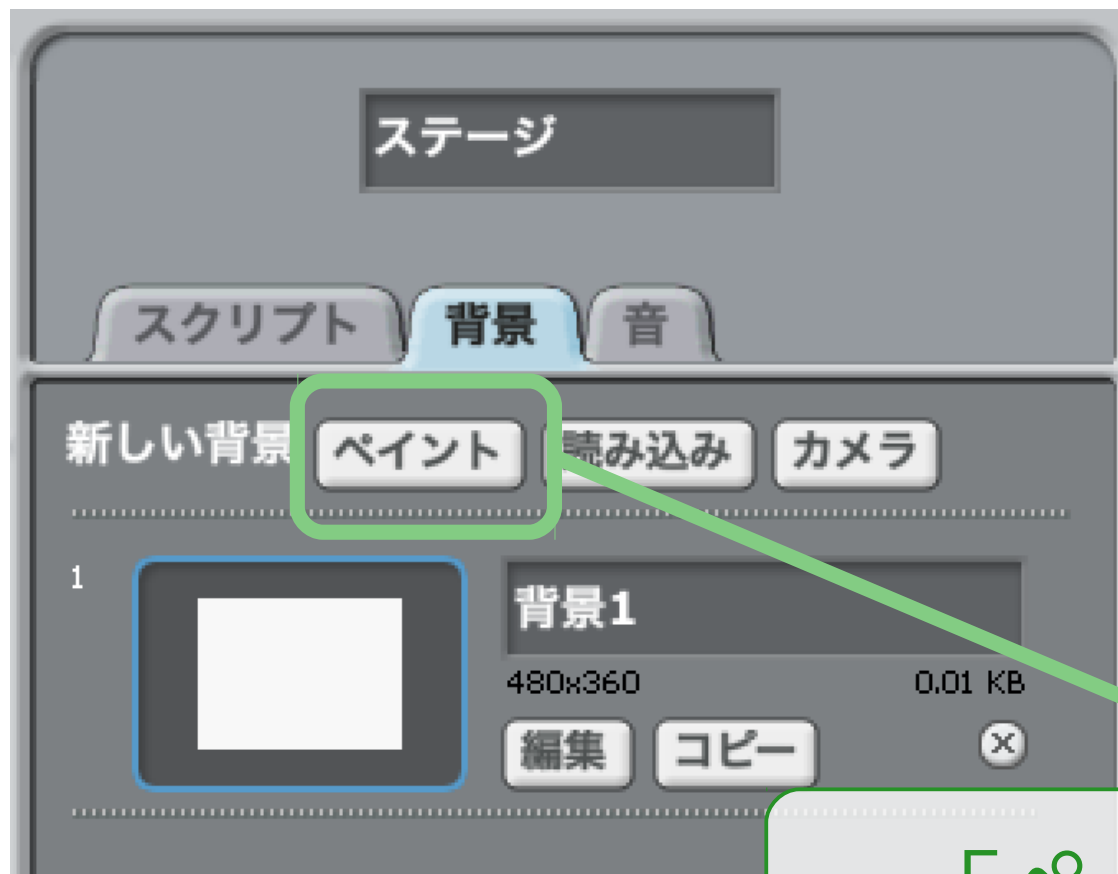 ステージ
スクリプト 背景 音
新しい背景 ペイント 読み込み カメラ
1
背景1
480x360 0.01 KB
編集 コピー